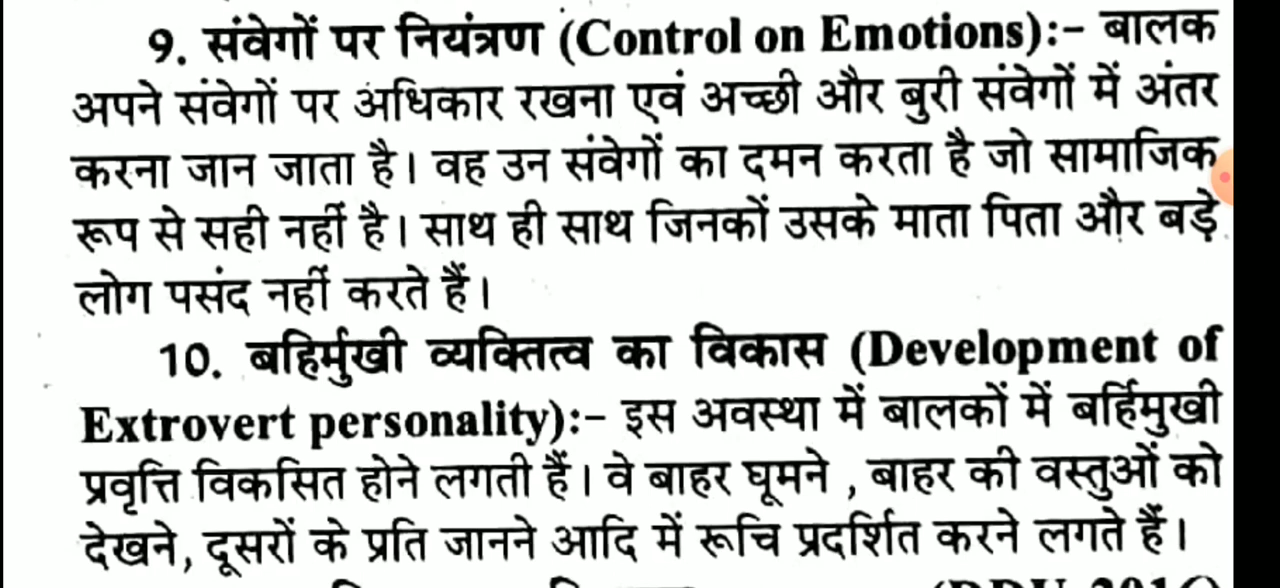 9. संवेगों पर नियंत्रण (Control on Emotions):- बालक
अपने संवेगों पर अधिकार रखना एवं अच्छी और बुरी संवेगों में अंतर
करना जान जाता है। वह उन संवेगों का दमन करता है जो सामाजिक
रूप से सही नहीं है। साथ ही साथ जिनकों उसके माता पिता और बड़े
लोग पसंद नहीं करते हैं।
10. बहिर्मुखी व्यक्तित्व का विकास (Development of
Extrovert personality):- इस अवस्था में बालकों में बर्हिमुखी
प्रवृत्ति विकसित होने लगती हैं। वे बाहर घूमने , बाहर की वस्तुओं को
देखने, दूसरों के प्रति जानने आदि में रूचि प्रदर्शित करने लगते हैं।